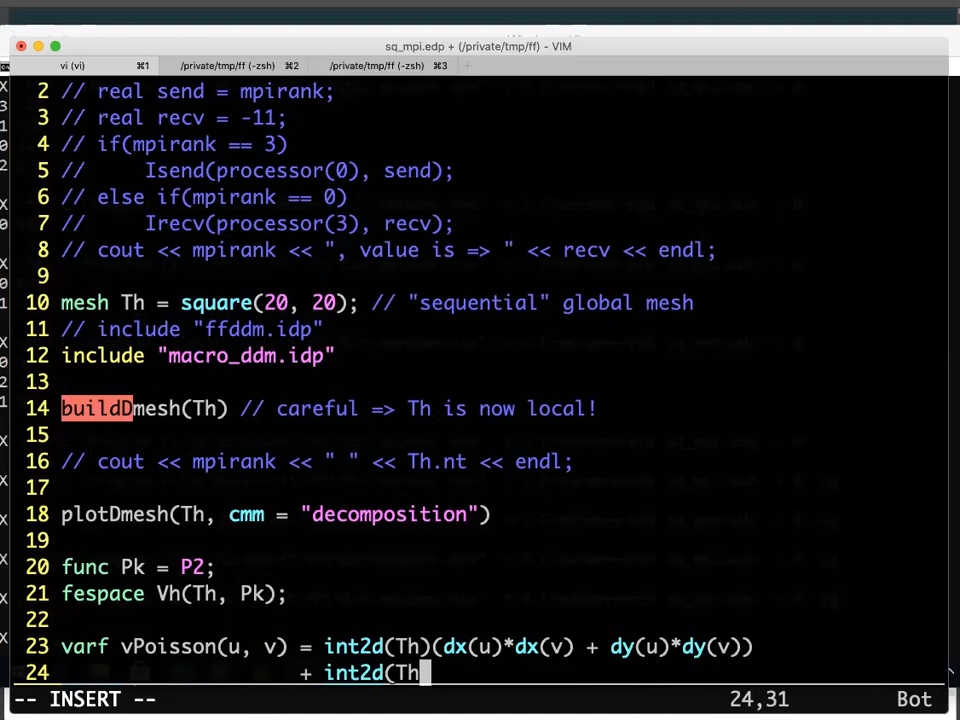 sq_mpi.edp + (/private/tmp/ff) - VIM
vi (vi) ⌘1 /private/tmp/ff (-zsh) ⌘2 /private/tmp/ff (-zsh) ⌘3 +
2 // real send = mpirank;
3 // real recv = -11;
4 // if(mpirank == 3)
5 //     Isend(processor(0), send);
6 // else if(mpirank == 0)
7 //     Irecv(processor(3), recv);
8 // cout << mpirank << ", value is => " << recv << endl;
9
10 mesh Th = square(20, 20); // "sequential" global mesh
11 // include "ffddm.idp"
12 include "macro_ddm.idp"
13
14 buildDmesh(Th) // careful => Th is now local!
15
16 // cout << mpirank << " " << Th.nt << endl;
17
18 plotDmesh(Th, cmm = "decomposition")
19
20 func Pk = P2;
21 fespace Vh(Th, Pk);
22
23 varf vPoisson(u, v) = int2d(Th)(dx(u)*dx(v) + dy(u)*dy(v))
24                     + int2d(Th
-- INSERT -- 24,31 Bot